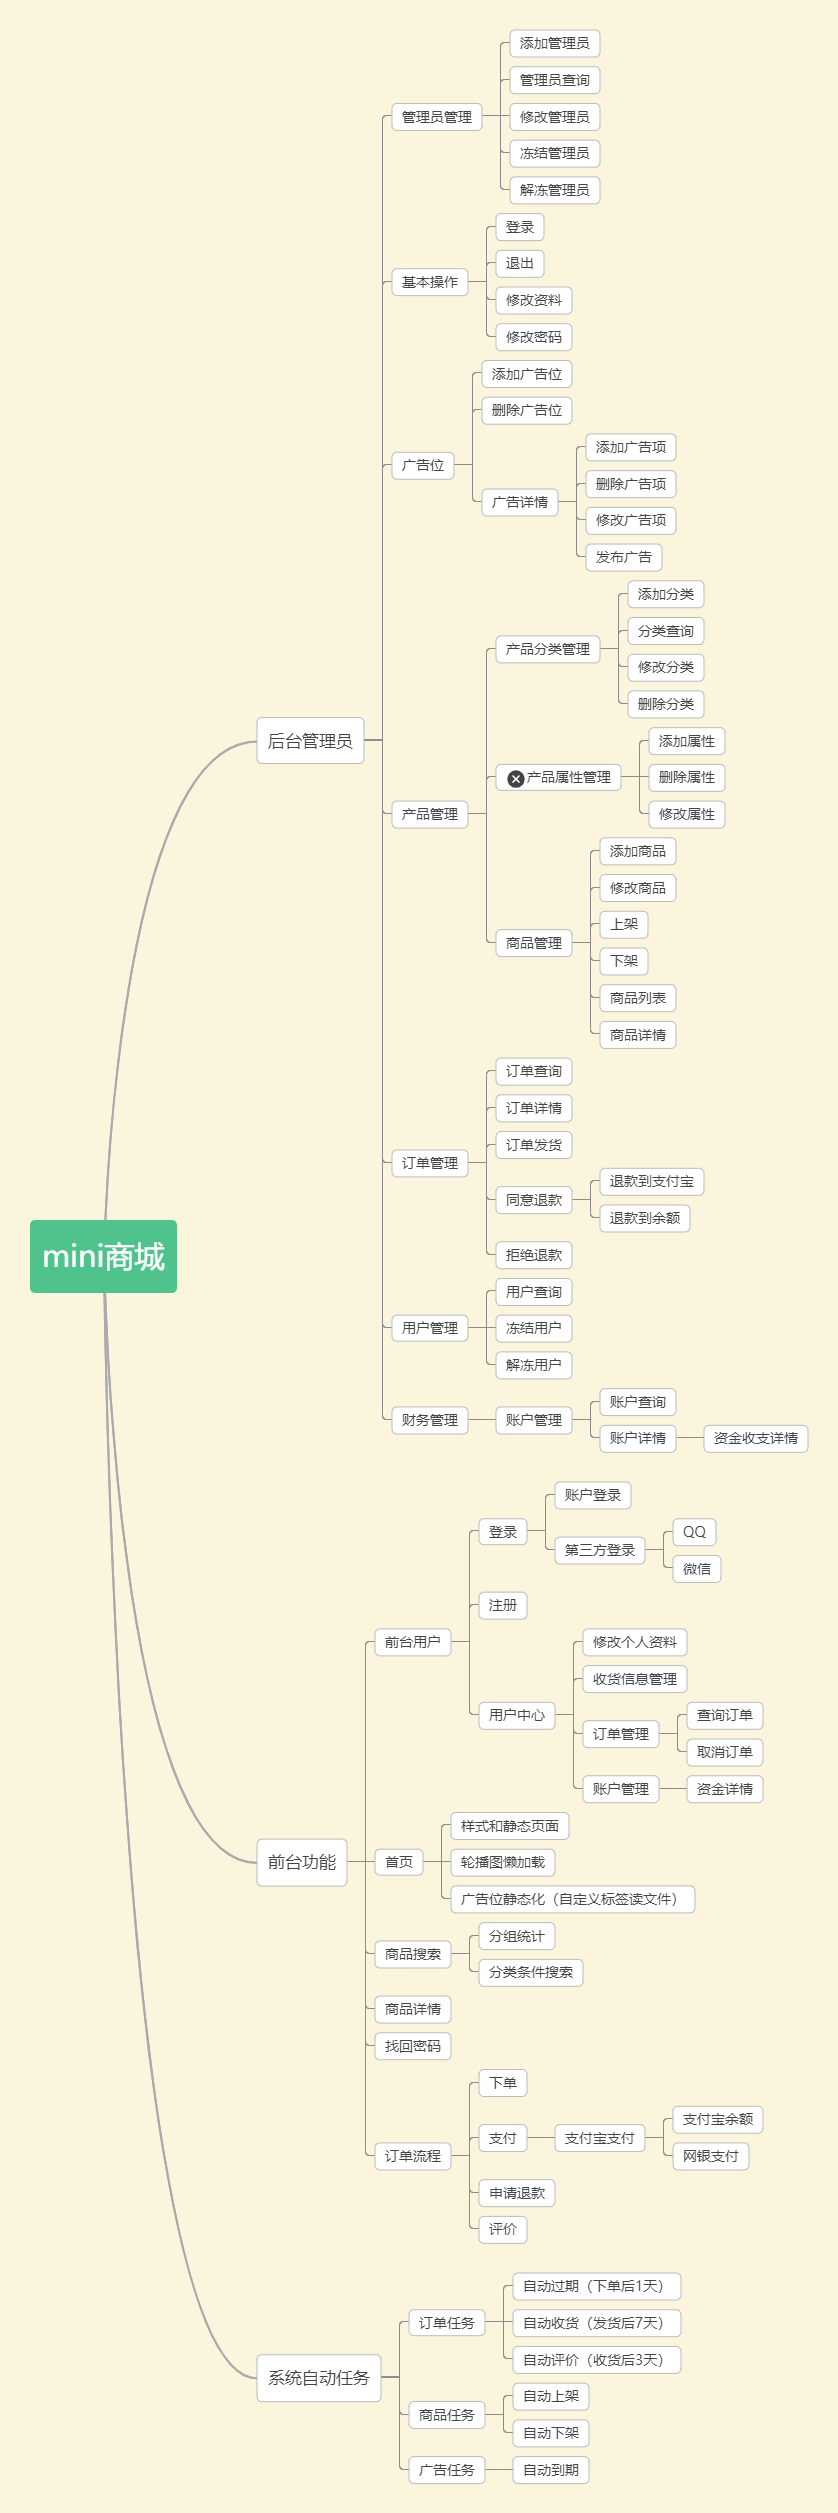 mini商城
后台管理员
管理员管理
添加管理员
管理员查询
修改管理员
冻结管理员
解冻管理员
基本操作
登录
退出
修改资料
修改密码
广告位
添加广告位
删除广告位
广告详情
添加广告项
删除广告项
修改广告项
发布广告
产品管理
产品分类管理
添加分类
分类查询
修改分类
删除分类
产品属性管理
添加属性
删除属性
修改属性
商品管理
添加商品
修改商品
上架
下架
商品列表
商品详情
订单管理
订单查询
订单详情
订单发货
同意退款
退款到支付宝
退款到余额
拒绝退款
用户管理
用户查询
冻结用户
解冻用户
财务管理
账户管理
账户查询
账户详情
资金收支详情
前台功能
前台用户
登录
账户登录
第三方登录
QQ
微信
注册
用户中心
修改个人资料
收货信息管理
订单管理
查询订单
取消订单
账户管理
资金详情
首页
样式和静态页面
轮播图懒加载
广告位静态化（自定义标签读文件）
商品搜索
分组统计
分类条件搜索
商品详情
找回密码
订单流程
下单
支付
支付宝支付
支付宝余额
网银支付
申请退款
评价
系统自动任务
订单任务
自动过期（下单后1天）
自动收货（发货后7天）
自动评价（收货后3天）
商品任务
自动上架
自动下架
广告任务
自动到期